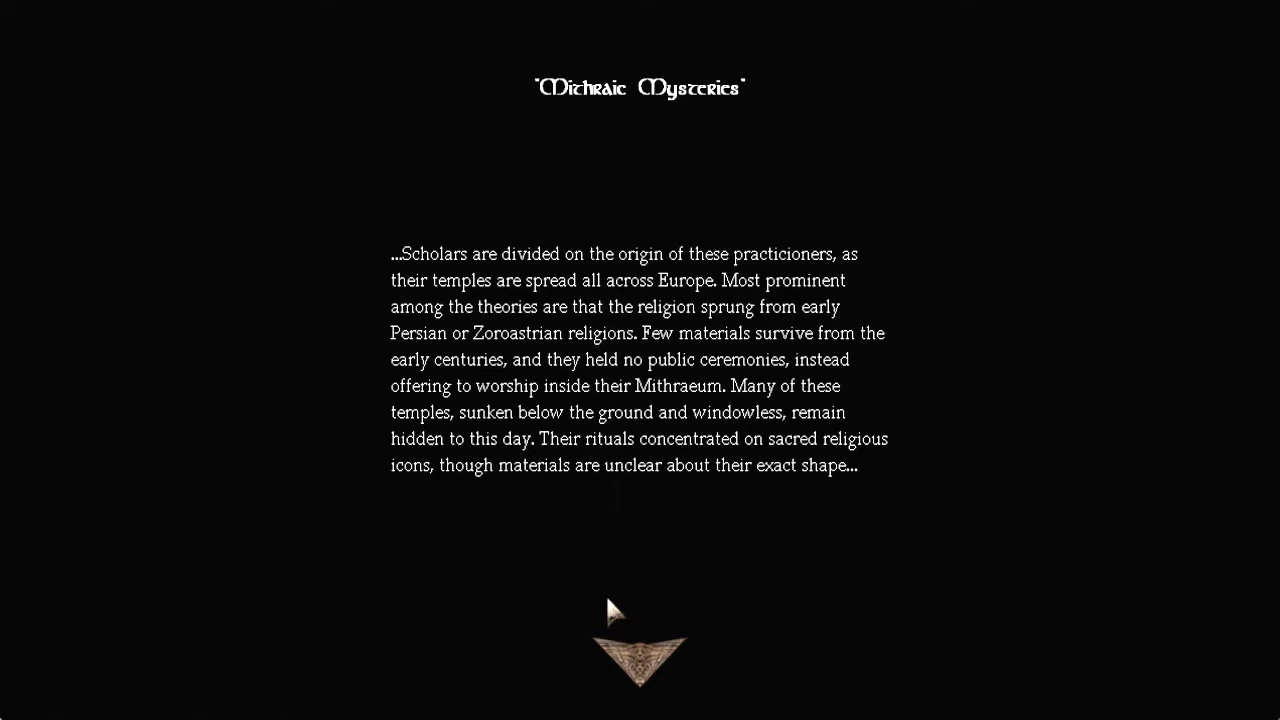 "Mithraic Mysteries"
...Scholars are divided on the origin of these practicioners, as
their temples are spread all across Europe. Most prominent
among the theories are that the religion sprung from early
Persian or Zoroastrian religions. Few materials survive from the
early centuries, and they held no public ceremonies, instead
offering to worship inside their Mithraeum. Many of these
temples, sunken below the ground and windowless, remain
hidden to this day. Their rituals concentrated on sacred religious
icons, though materials are unclear about their exact shape...